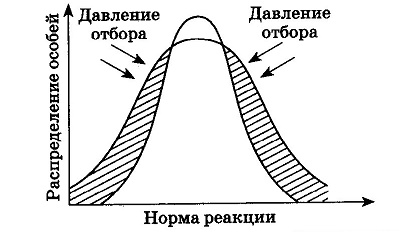 Давление
отбора
Давление
отбора
Распределение особей
Норма реакции